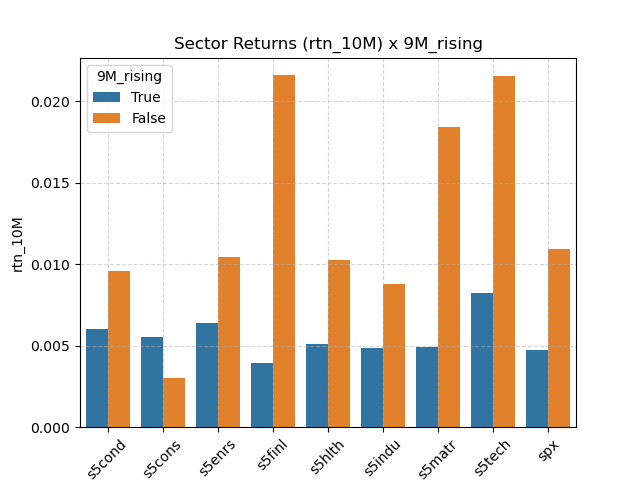 Sector Returns (rtn_10M) x 9M_rising
9M_rising
True
False
0.020
0.015
0.010
0.005
0.000
rtn_10M
s5cond
s5cons
s5enrs
s5finl
s5hlth
s5indu
s5matr
s5tech
spx